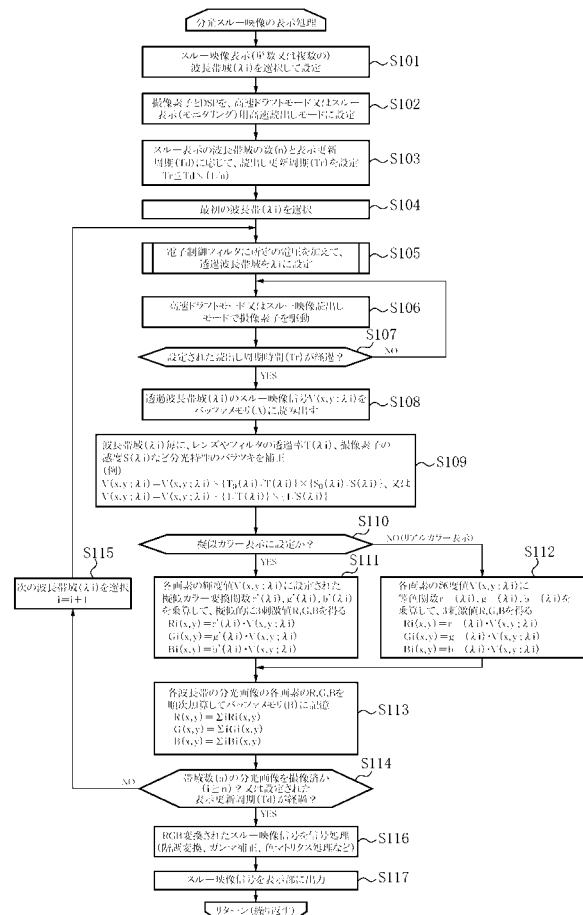 分光スルー映像の表示処理
スルー映像表示(単数又は複数の)
波長帯域(λi)を選択して設定
S101
撮像素子とDSPを、高速ドラフトモード又はスルー
表示(モニタリング)用高速読出しモードに設定
S102
スルー表示の波長帯域の数(n)と表示更新
周期(Td)に応じて、読出し更新周期(Tr)を設定
Tr≦Td×(1/n)
S103
最初の波長帯(λi)を選択
S104
電子制御フィルタに所定の電圧を加えて、
透過波長帯域をλiに設定
S105
高速ドラフトモード又はスルー映像読出し
モードで撮像素子を駆動
S106
S107
設定された読出し周期時間(Tr)が経過?
NO
YES
透過波長帯域(λi)のスルー映像信号V(x,y;λi)を
バッファメモリ(A)に読み出す
S108
波長帯域(λi)毎に、レンズやフィルタの透過率T(λi)、撮像素子の
感度S(λi)など分光特性のバラツキを補正
(例)
V'(x,y;λi)=V(x,y;λi)×{T₀(λi)/T(λi)}×{S₀(λi)/S(λi)}、又は
V'(x,y;λi)=V(x,y;λi)×{1/T(λi)}×{1/S(λi)}
S109
S110
擬似カラー表示に設定か?
YES
NO(リアルカラー表示)
S115
次の波長帯域(λi)を選択
i=i+1
S111
各画素の輝度値V'(x,y;λi)に設定された
擬似カラー変換関数r'(λi),g'(λi),b'(λi)
を乗算して、擬似的に3刺激値R,G,Bを得る
Ri(x,y)=r'(λi)·V'(x,y;λi)
Gi(x,y)=g'(λi)·V'(x,y;λi)
Bi(x,y)=b'(λi)·V'(x,y;λi)
S112
各画素の輝度値V'(x,y;λi)に
等色関数r (λi),g (λi),b (λi)を
乗算して、3刺激値R,G,Bを得る
Ri(x,y)=r (λi)·V'(x,y;λi)
Gi(x,y)=g (λi)·V'(x,y;λi)
Bi(x,y)=b (λi)·V'(x,y;λi)
各波長帯の分光画像の各画素のR,G,Bを
順次加算してバッファメモリ(B)に記憶
R(x,y)=ΣiRi(x,y)
G(x,y)=ΣiGi(x,y)
B(x,y)=ΣiBi(x,y)
S113
S114
帯域数(n)の分光画像を撮像済か
(i≧n)?又は設定された
表示更新周期(Td)が経過?
NO
YES
RGB変換されたスルー映像信号を信号処理
(階調変換、ガンマ補正、色マトリクス処理など)
S116
スルー映像信号を表示部に出力
S117
リターン(繰り返す)